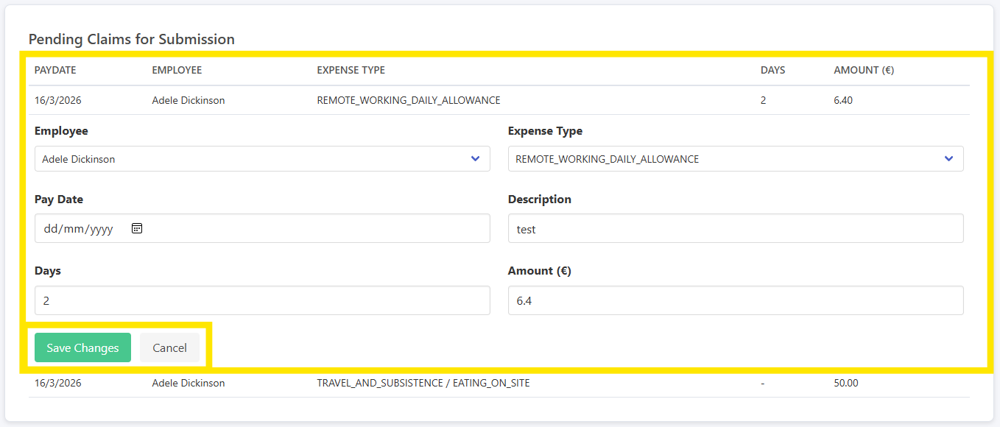 Pending Claims for Submission
PAYDATE EMPLOYEE EXPENSE TYPE DAYS AMOUNT (€)
16/3/2026 Adele Dickinson REMOTE_WORKING_DAILY_ALLOWANCE 2 6.40
Employee Expense Type
Adele Dickinson REMOTE_WORKING_DAILY_ALLOWANCE
Pay Date Description
dd/mm/yyyy test
Days Amount (€)
2 6.4
Save Changes Cancel
16/3/2026 Adele Dickinson TRAVEL_AND_SUBSISTENCE / EATING_ON_SITE - 50.00